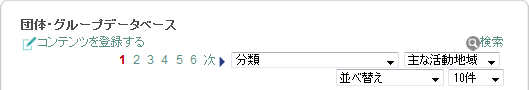 団体・グループデータベース
コンテンツを登録する 検索
1 2 3 4 5 6 次 分類 主な活動地域
並べ替え 10件